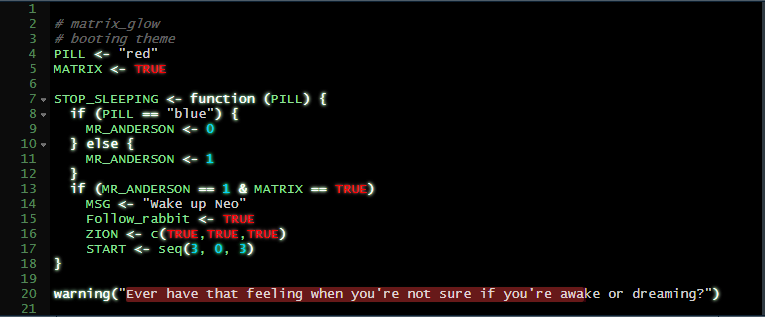 1
2 # matrix_glow
3 # booting theme
4 PILL <- "red"
5 MATRIX <- TRUE
6
7 STOP_SLEEPING <- function (PILL) {
8 if (PILL == "blue") {
9 MR_ANDERSON <- 0
10 } else {
11 MR_ANDERSON <- 1
12 }
13 if (MR_ANDERSON == 1 & MATRIX == TRUE)
14 MSG <- "Wake up Neo"
15 Follow_rabbit <- TRUE
16 ZION <- c(TRUE,TRUE,TRUE)
17 START <- seq(3, 0, 3)
18 }
19
20 warning("Ever have that feeling when you're not sure if you're awake or dreaming?")
21